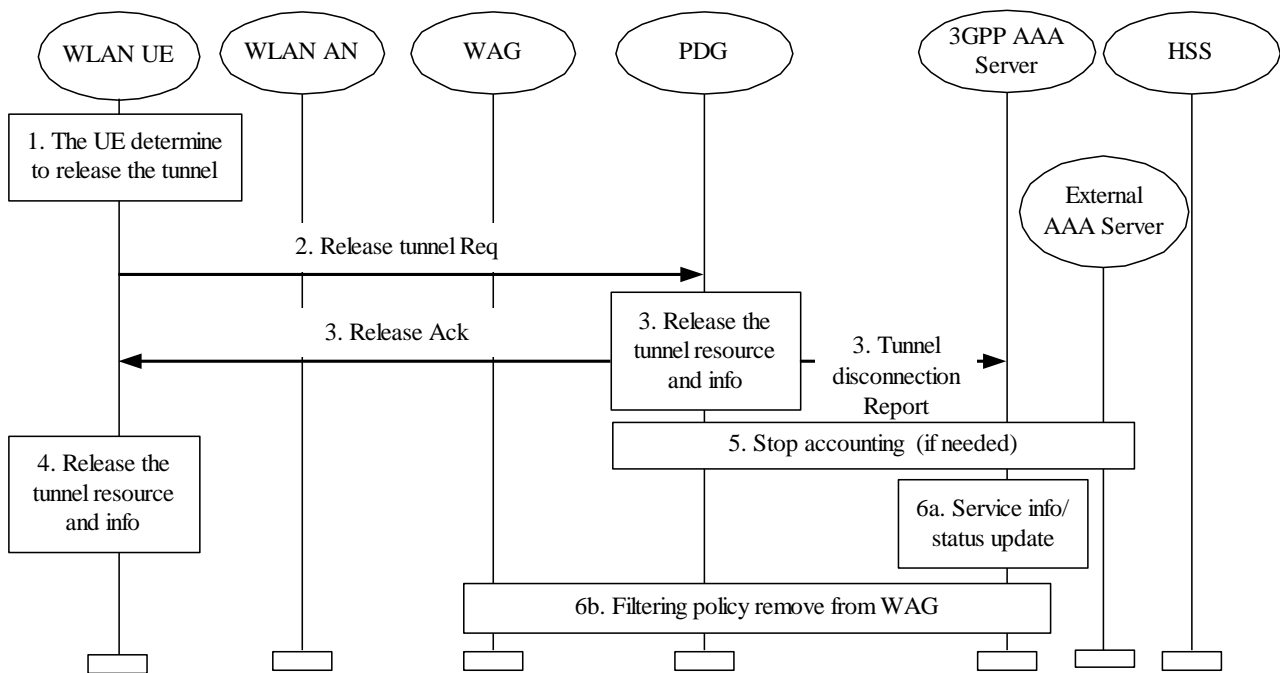 WLAN UE
WLAN AN
WAG
PDG
3GPP AAA
Server
HSS
1. The UE determine
to release the tunnel
External
AAA Server
2. Release tunnel Req
3. Release Ack
3. Release the
tunnel resource
and info
3. Tunnel
disconnection
Report
4. Release the
tunnel resource
and info
5. Stop accounting (if needed)
6a. Service info/
status update
6b. Filtering policy remove from WAG